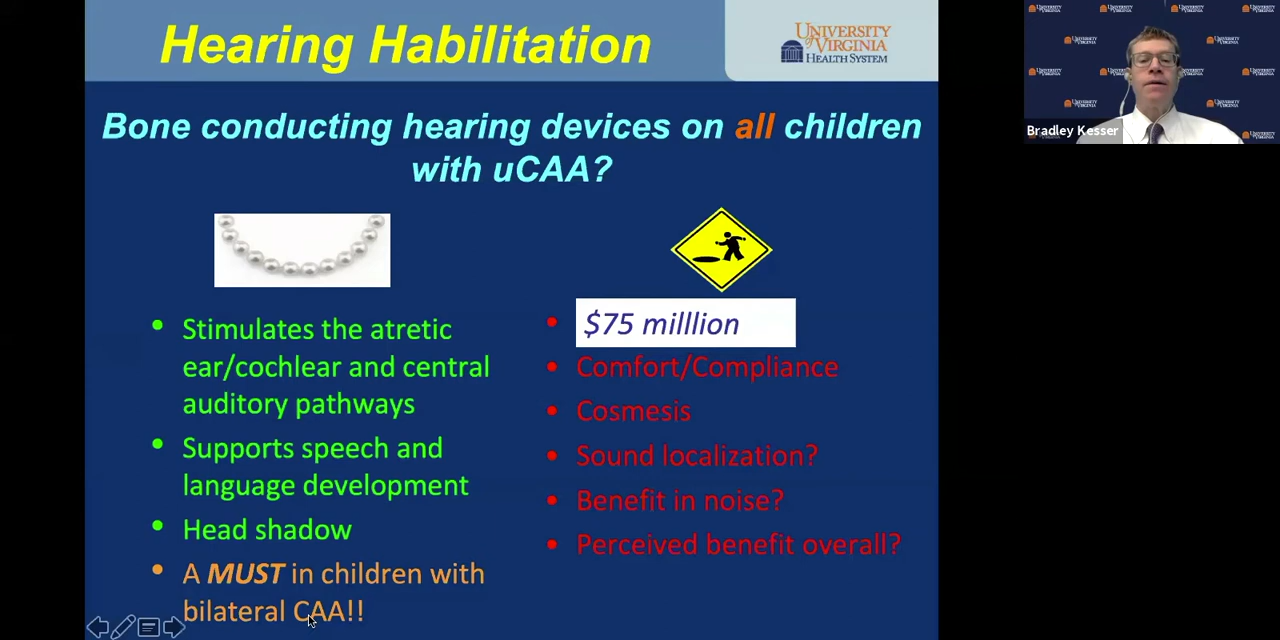 Hearing Habilitation
UNIVERSITY
of VIRGINIA
HEALTH SYSTEM
Bone conducting hearing devices on all children
with uCAA?
• Stimulates the atretic
ear/cochlear and central
auditory pathways
• Supports speech and
language development
• Head shadow
• A MUST in children with
bilateral CAA!!
• $75 milllion
• Comfort/Compliance
• Cosmesis
• Sound localization?
• Benefit in noise?
• Perceived benefit overall?
Bradley Kesser